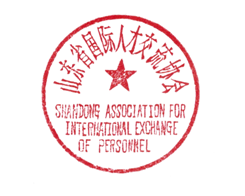 山东省国际人才交流协会
SHANDONG ASSOCIATION FOR
INTERNATIONAL EXCHANGE
OF PERSONNEL